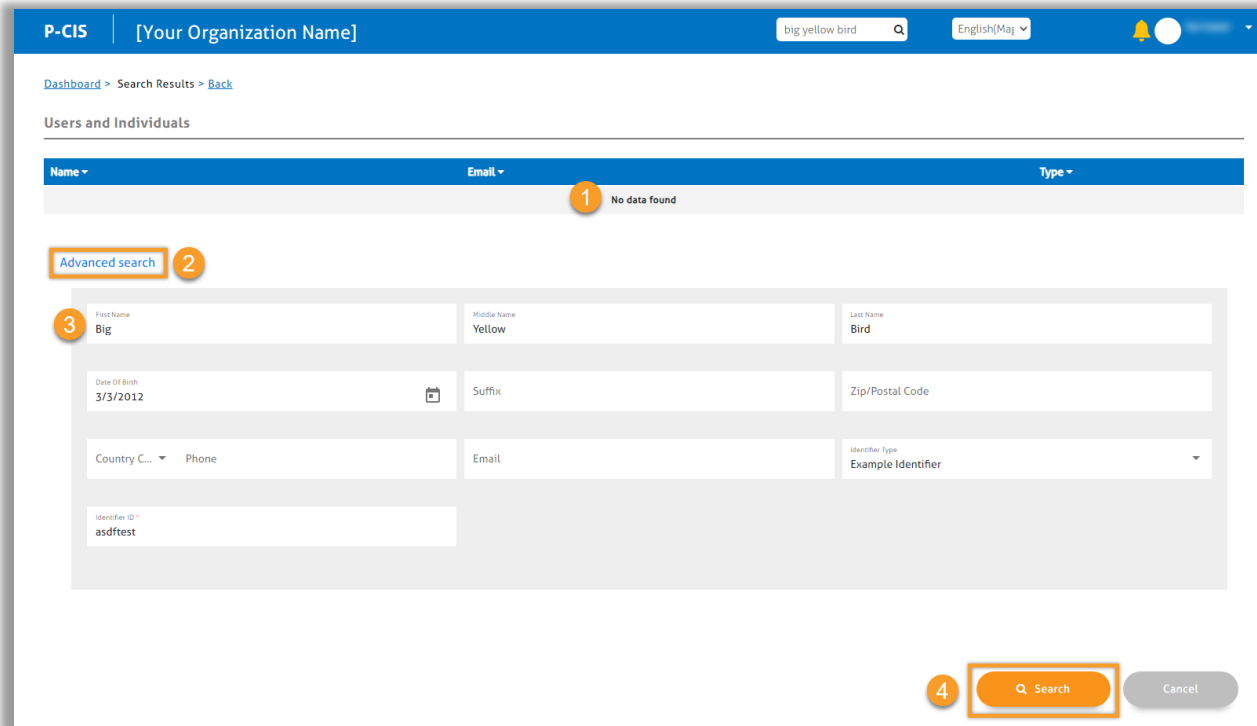 P-CIS [Your Organization Name] big yellow bird English(Maj
Dashboard > Search Results > Back
Users and Individuals
Name Email Type
1 No data found
Advanced search 2
First Name Middle Name Last Name
3 Big Yellow Bird
Date Of Birth
3/3/2012 Suffix Zip/Postal Code
Identifier Type
Country C... Phone Email Example Identifier
Identifier ID *
asdftest
4 Search Cancel